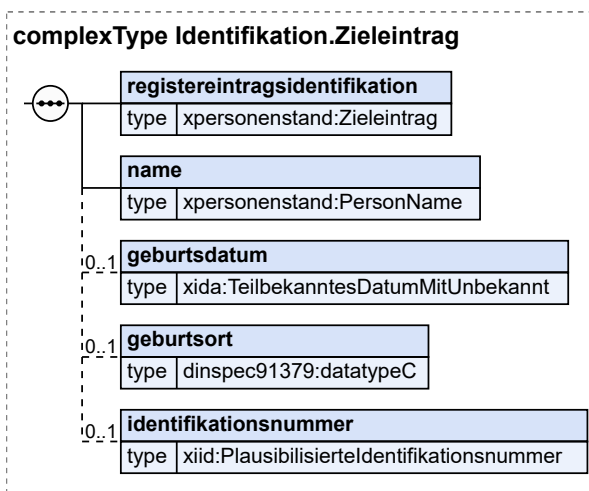 complexType Identifikation.Zieleintrag
registereintragsidentifikation
type xpersonenstand:Zieleintrag
name
type xpersonenstand:PersonName
0..1 geburtsdatum
type xida:TeilbekanntesDatumMitUnbekannt
0..1 geburtsort
type dinspec91379:datatypeC
0..1 identifikationsnummer
type xiid:PlausibilisierteIdentifikationsnummer